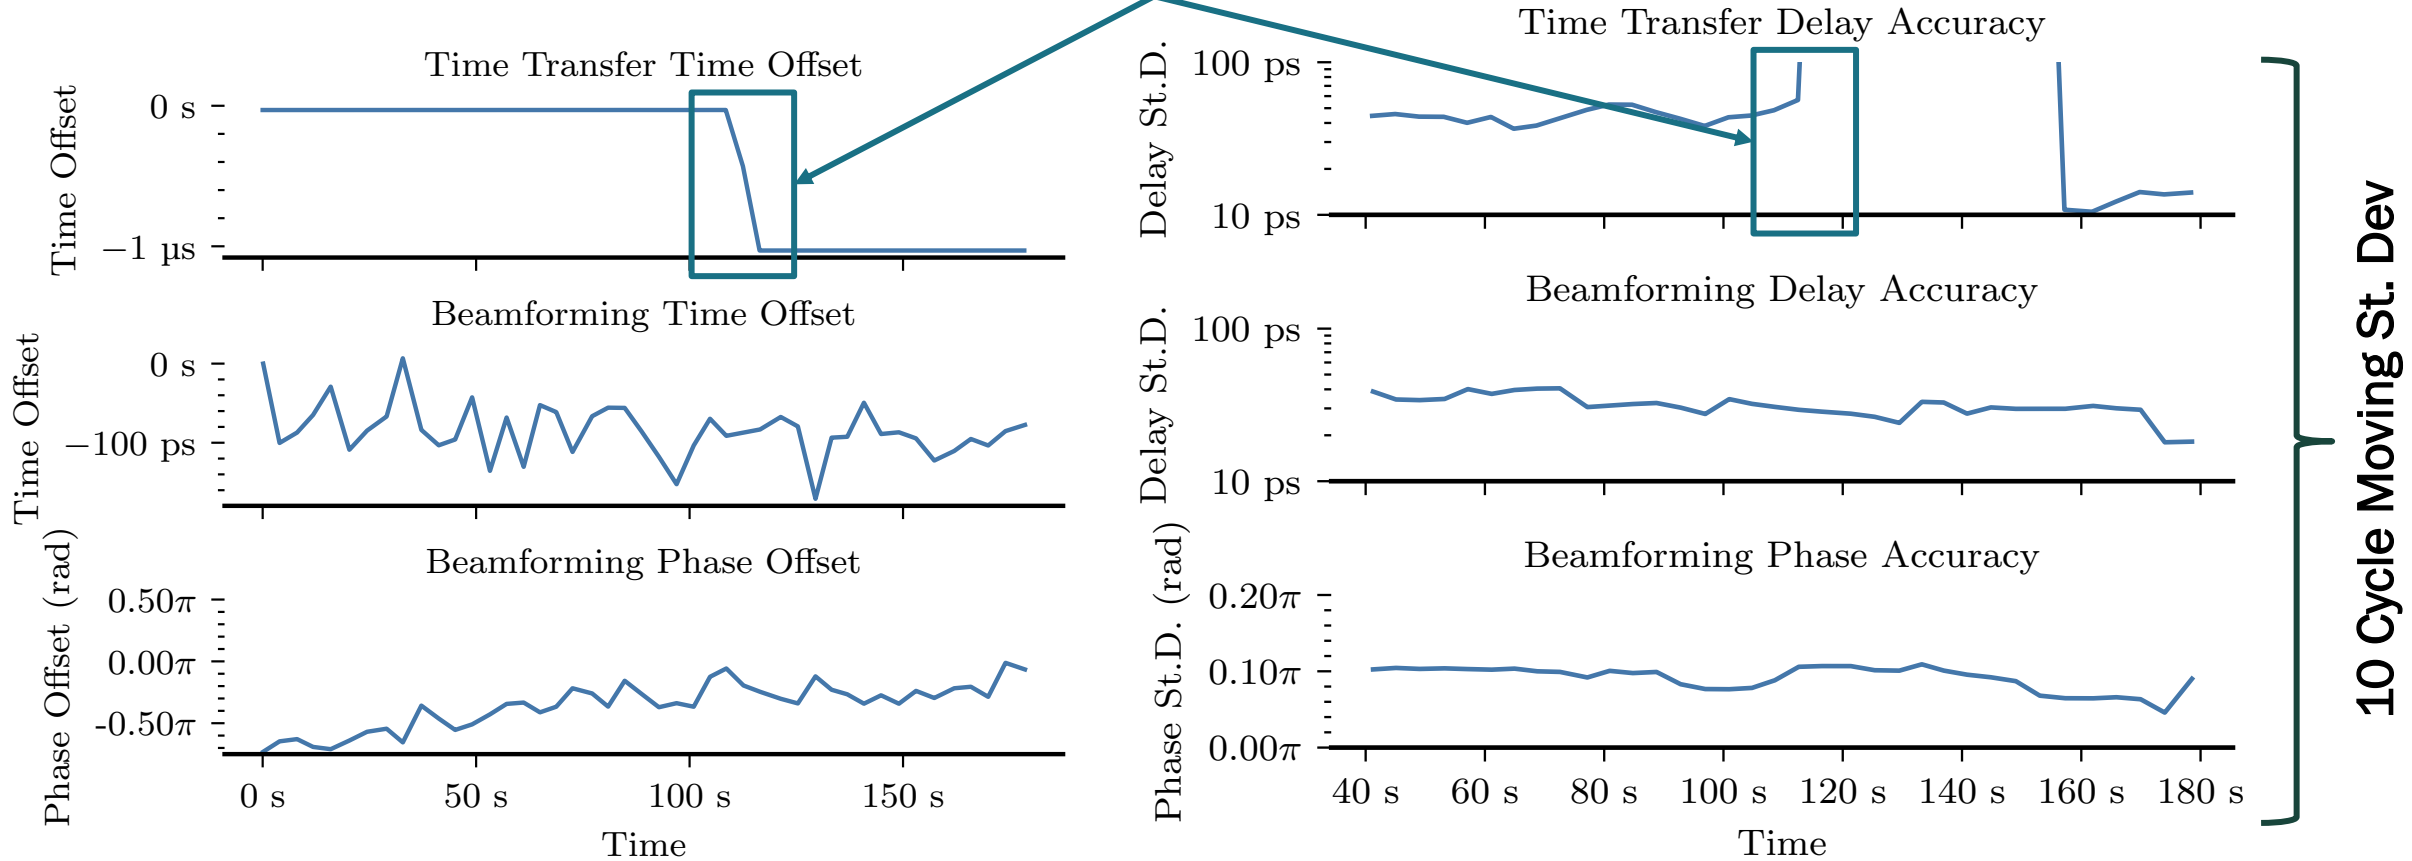 Time Transfer Time Offset
Time Offset
0 s
−1 µs
Beamforming Time Offset
Time Offset
0 s
−100 ps
Beamforming Phase Offset
Phase Offset (rad)
0.50π
0.00π
-0.50π
0 s 50 s 100 s 150 s
Time
Time Transfer Delay Accuracy
Delay St.D.
100 ps
10 ps
Beamforming Delay Accuracy
Delay St.D.
100 ps
10 ps
Beamforming Phase Accuracy
Phase St.D. (rad)
0.20π
0.10π
0.00π
40 s 60 s 80 s 100 s 120 s 140 s 160 s 180 s
Time
10 Cycle Moving St. Dev